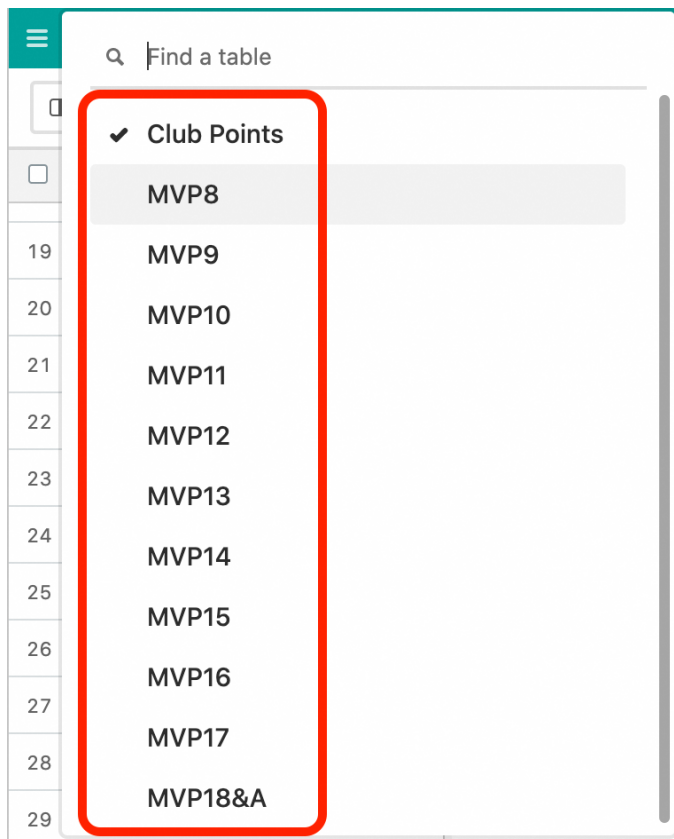 Find a table
Club Points
MVP8
19 MVP9
20 MVP10
21 MVP11
22 MVP12
23 MVP13
24 MVP14
25 MVP15
26 MVP16
27 MVP17
28
MVP18&A
29